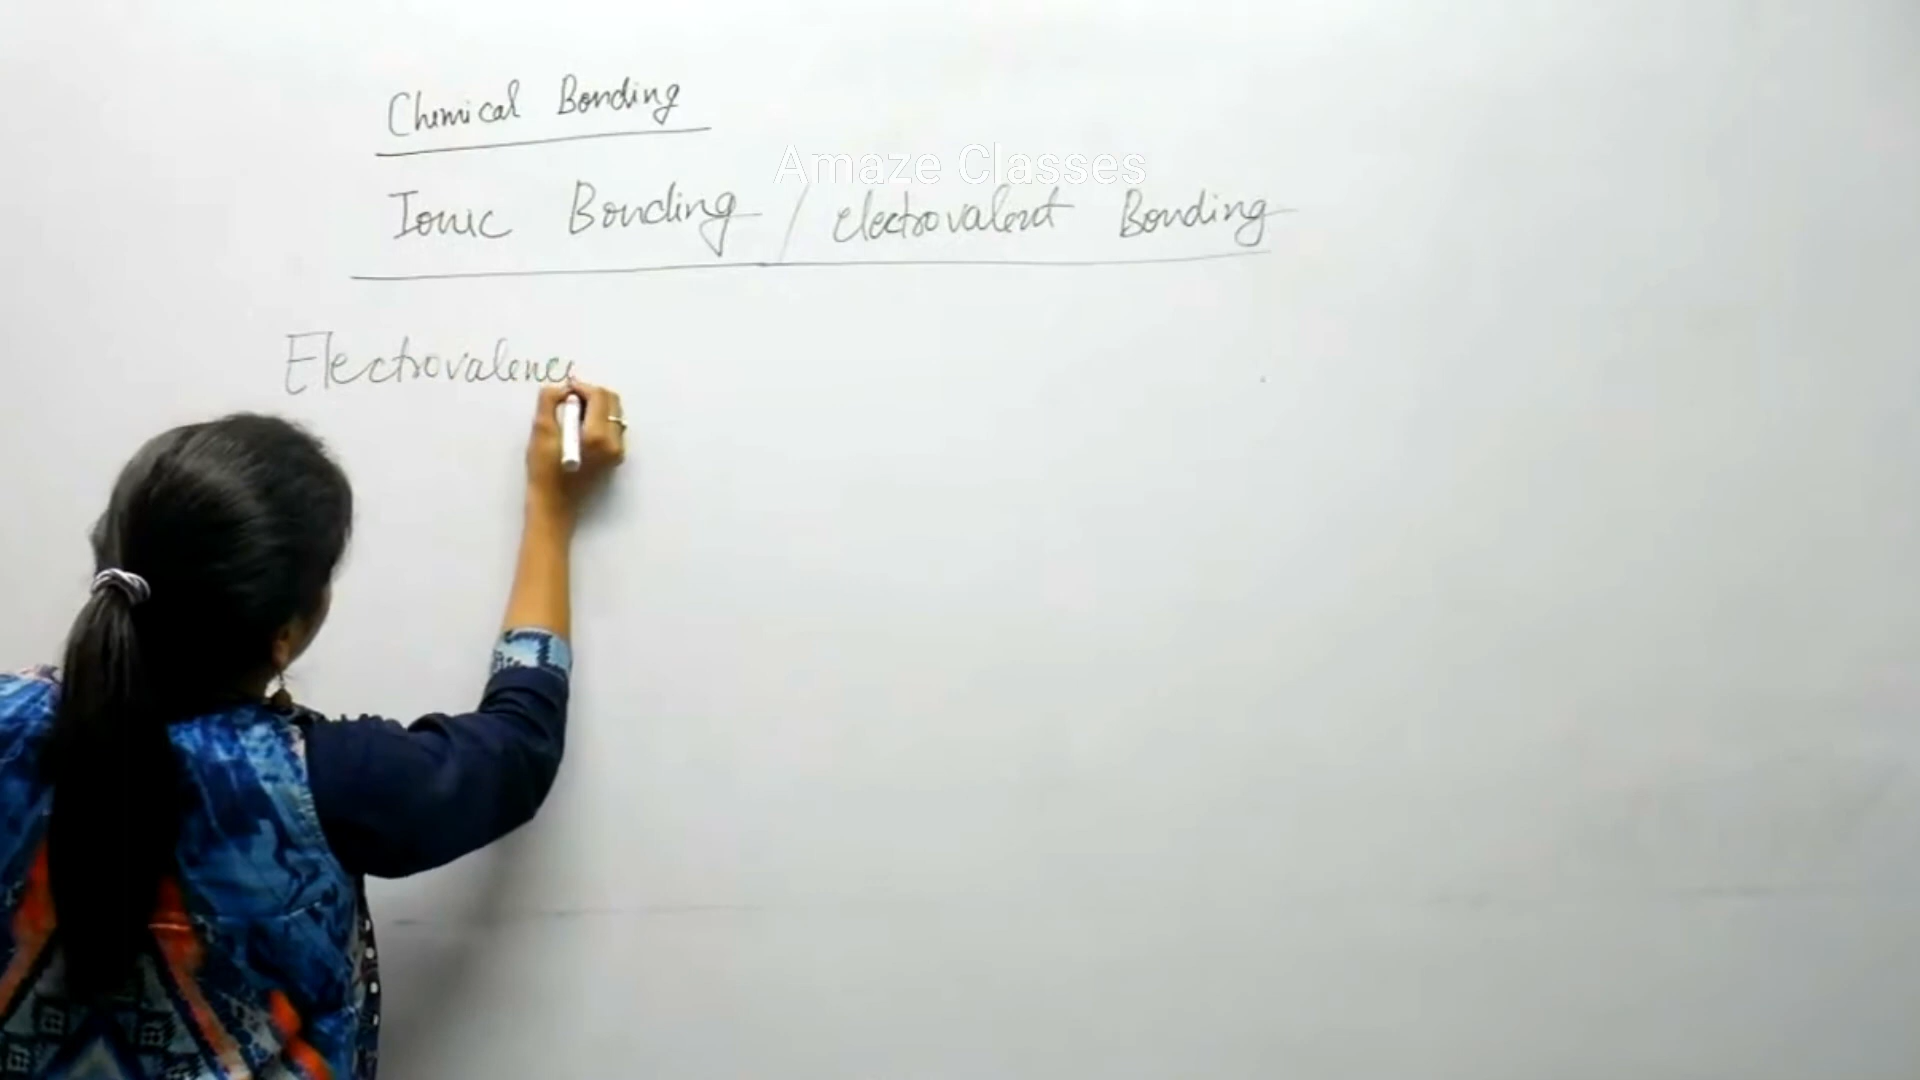 Chemical Bonding
Amaze Classes
Ionic Bonding / electrovalent Bonding
Electrovalence